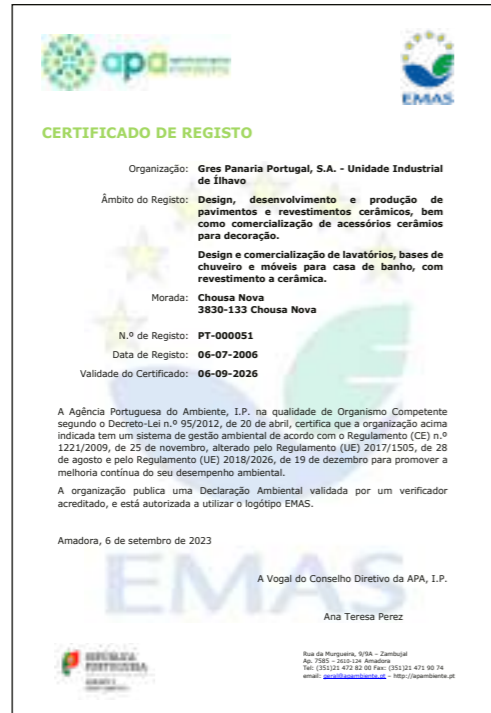 apa
EMAS
CERTIFICADO DE REGISTO
Organização: Gres Panaria Portugal, S.A. - Unidade Industrial
de Ílhavo
Âmbito do Registo: Design, desenvolvimento e produção de
pavimentos e revestimentos cerâmicos, bem
como comercialização de acessórios cerâmios
para decoração.
Design e comercialização de lavatórios, bases de
chuveiro e móveis para casa de banho, com
revestimento a cerâmica.
Morada: Chousa Nova
3830-133 Chousa Nova
N.º de Registo: PT-000051
Data de Registo: 06-07-2006
Validade do Certificado: 06-09-2026
A Agência Portuguesa do Ambiente, I.P. na qualidade de Organismo Competente
segundo o Decreto-Lei n.º 95/2012, de 20 de abril, certifica que a organização acima
indicada tem um sistema de gestão ambiental de acordo com o Regulamento (CE) n.º
1221/2009, de 25 de novembro, alterado pelo Regulamento (UE) 2017/1505, de 28
de agosto e pelo Regulamento (UE) 2018/2026, de 19 de dezembro para promover a
melhoria contínua do seu desempenho ambiental.
A organização publica uma Declaração Ambiental validada por um verificador
acreditado, e está autorizada a utilizar o logótipo EMAS.
Amadora, 6 de setembro de 2023
EMAS
A Vogal do Conselho Diretivo da APA, I.P.
Ana Teresa Perez
REPÚBLICA
PORTUGUESA
Rua da Murgueira, 9/9A – Zambujal
Ap. 7585 – 2610-124 Amadora
Tel: (351)21 472 82 00 Fax: (351)21 471 90 74
email: geral@apambiente.pt – http://apambiente.pt